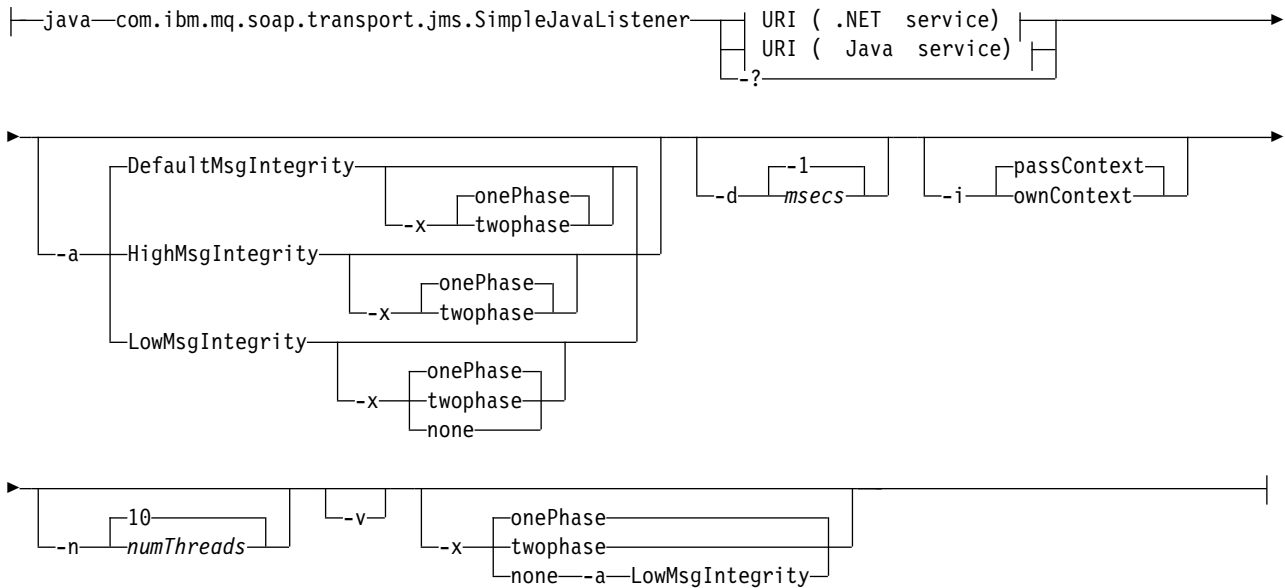 java com.ibm.mq.soap.transport.jms.SimpleJavaListener URI ( .NET service)
URI ( Java service)
-?
-a DefaultMsgIntegrity -x onePhase
twophase
HighMsgIntegrity -x onePhase
twophase
LowMsgIntegrity -x onePhase
twophase
none
-d -1
msecs
-i passContext
ownContext
-n 10
numThreads
-v
-x onePhase
twophase
none -a LowMsgIntegrity